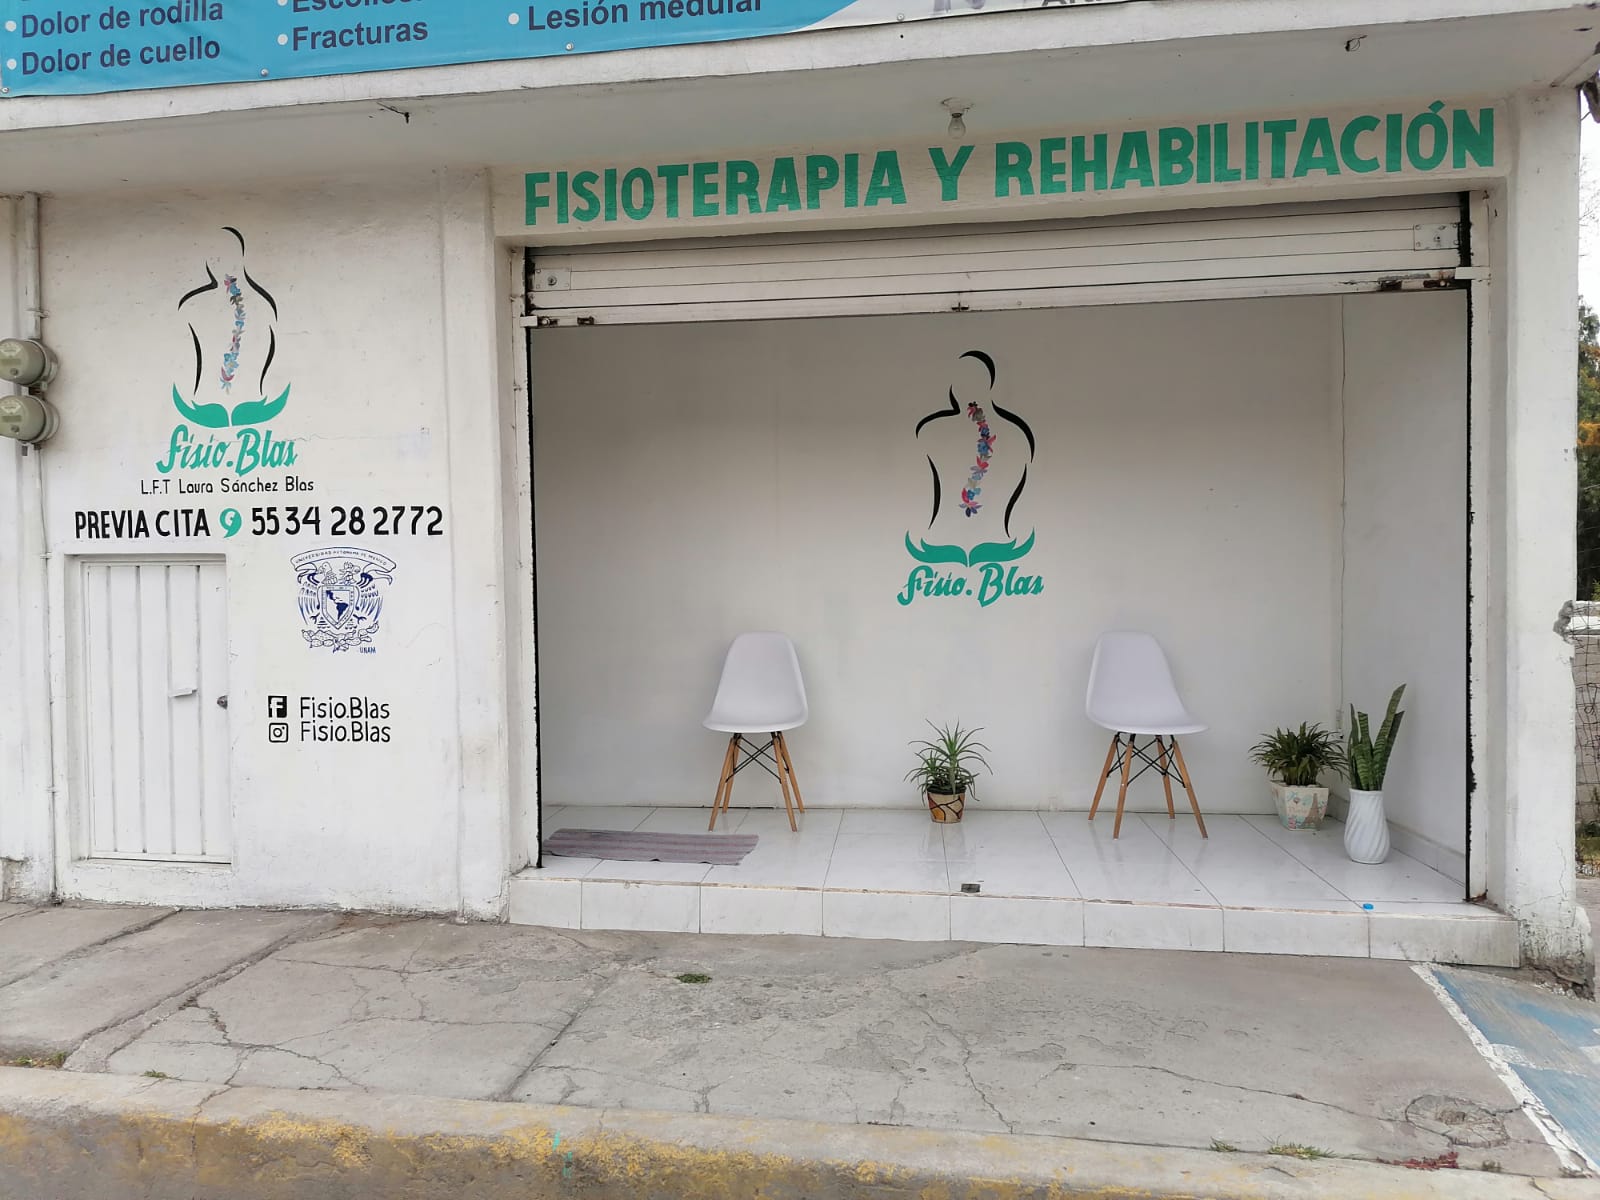 •Dolor de rodilla
•Dolor de cuello
•Fracturas
•Lesión medular
FISIOTERAPIA Y REHABILITACIÓN
Fisio.Blas
L.F.T Laura Sánchez Blas
PREVIA CITA 55 34 28 2772
UNAM
Fisio.Blas
Fisio.Blas
Fisio.Blas